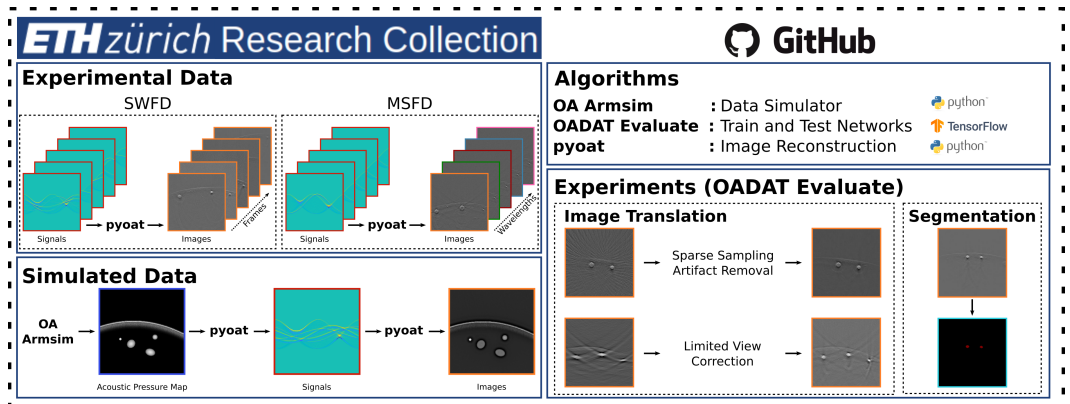 ETH zürich Research Collection
Experimental Data
SWFD
MSFD
pyoat
Frames
Signals
Images
pyoat
Wavelengths
Signals
Images
Simulated Data
OA
Armsim
pyoat
pyoat
Acoustic Pressure Map
Signals
Images
GitHub
Algorithms
OA Armsim : Data Simulator python
OADAT Evaluate : Train and Test Networks TensorFlow
pyoat : Image Reconstruction python
Experiments (OADAT Evaluate)
Image Translation
Sparse Sampling
Artifact Removal
Limited View
Correction
Segmentation